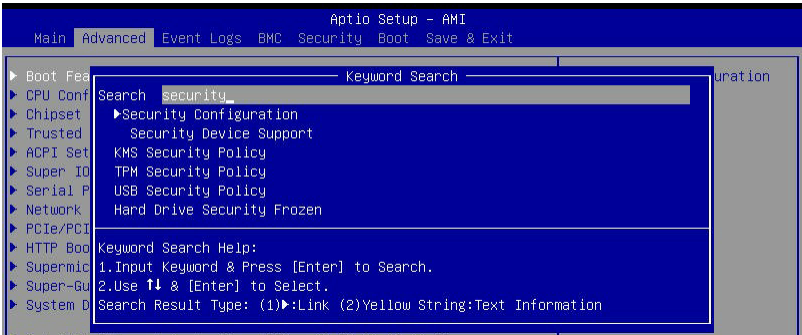 Aptio Setup – AMI
Main Advanced Event Logs BMC Security Boot Save & Exit
Keyword Search
Search security_
▶Security Configuration
Security Device Support
KMS Security Policy
TPM Security Policy
USB Security Policy
Hard Drive Security Frozen
Keyword Search Help:
1.Input Keyword & Press [Enter] to Search.
2.Use ↑↓ & [Enter] to Select.
Search Result Type: (1)▶:Link (2)Yellow String:Text Information
▶ Boot Fea
▶ CPU Conf
▶ Chipset
▶ Trusted
▶ ACPI Set
▶ Super IO
▶ Serial P
▶ Network
▶ PCIe/PCI
▶ HTTP Boo
▶ Supermic
▶ Super-Gu
▶ System D
uration